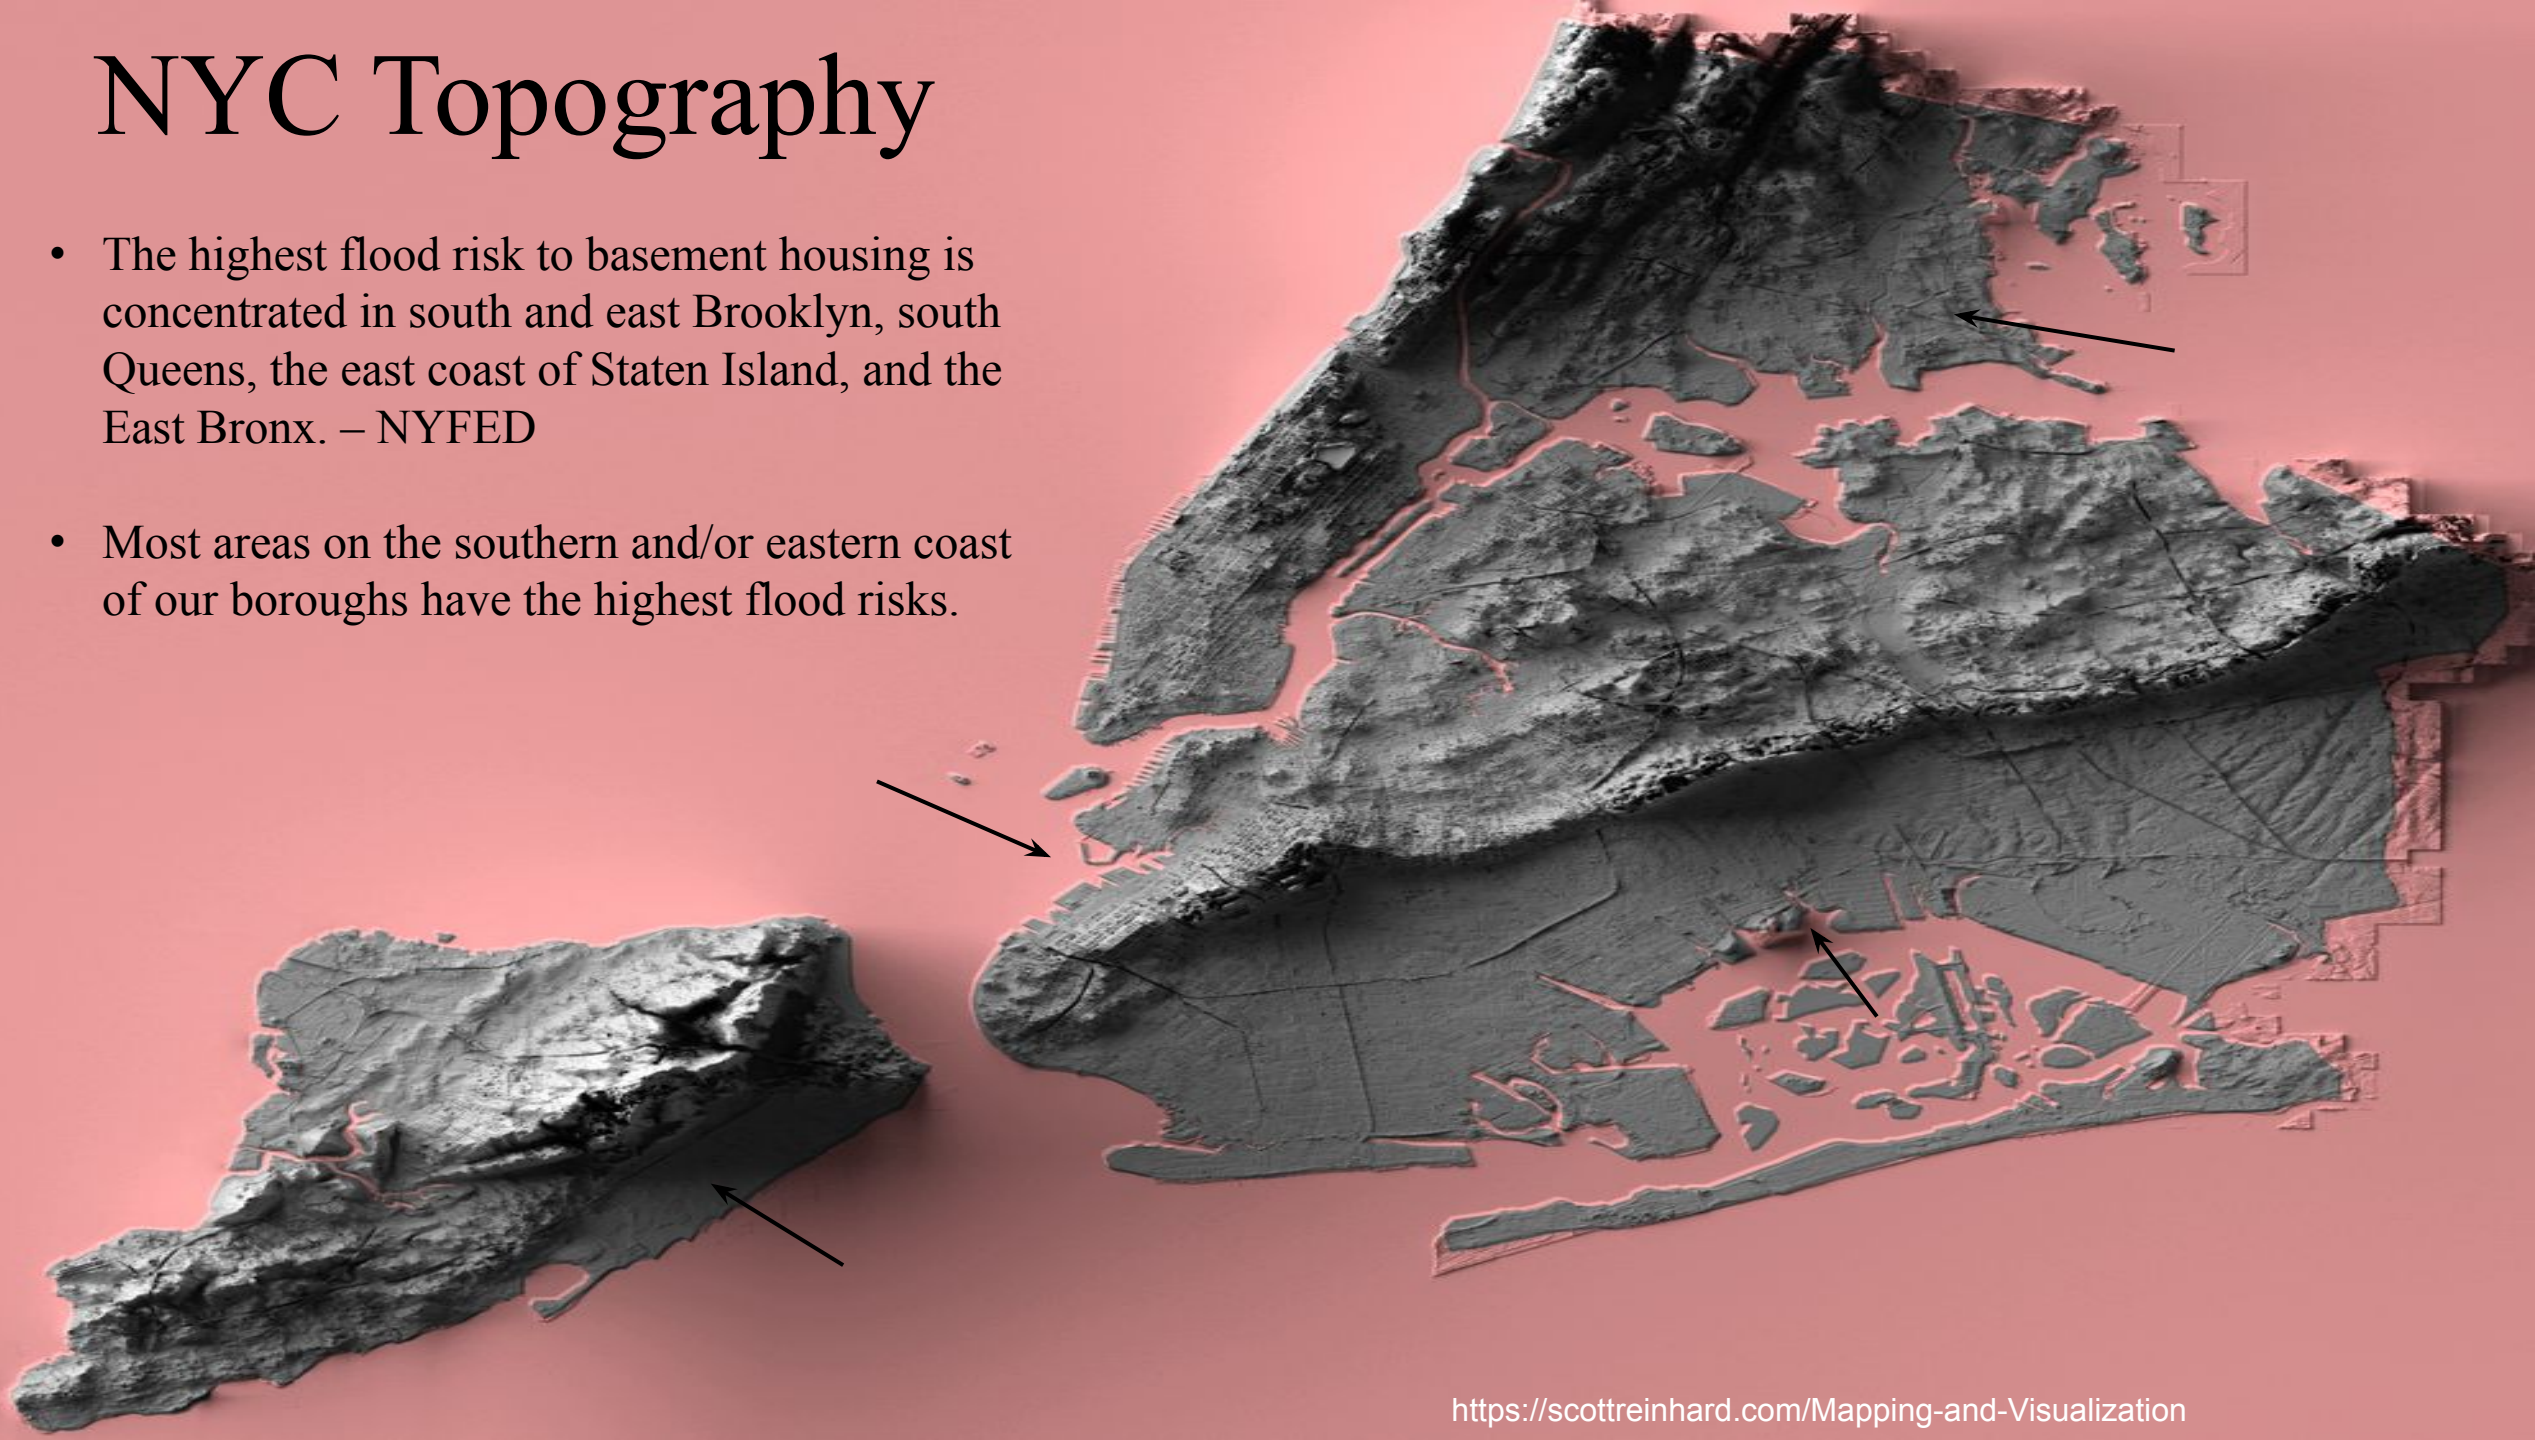 NYC Topography
• The highest flood risk to basement housing is
concentrated in south and east Brooklyn, south
Queens, the east coast of Staten Island, and the
East Bronx. – NYFED
• Most areas on the southern and/or eastern coast
of our boroughs have the highest flood risks.
https://scottreinhard.com/Mapping-and-Visualization